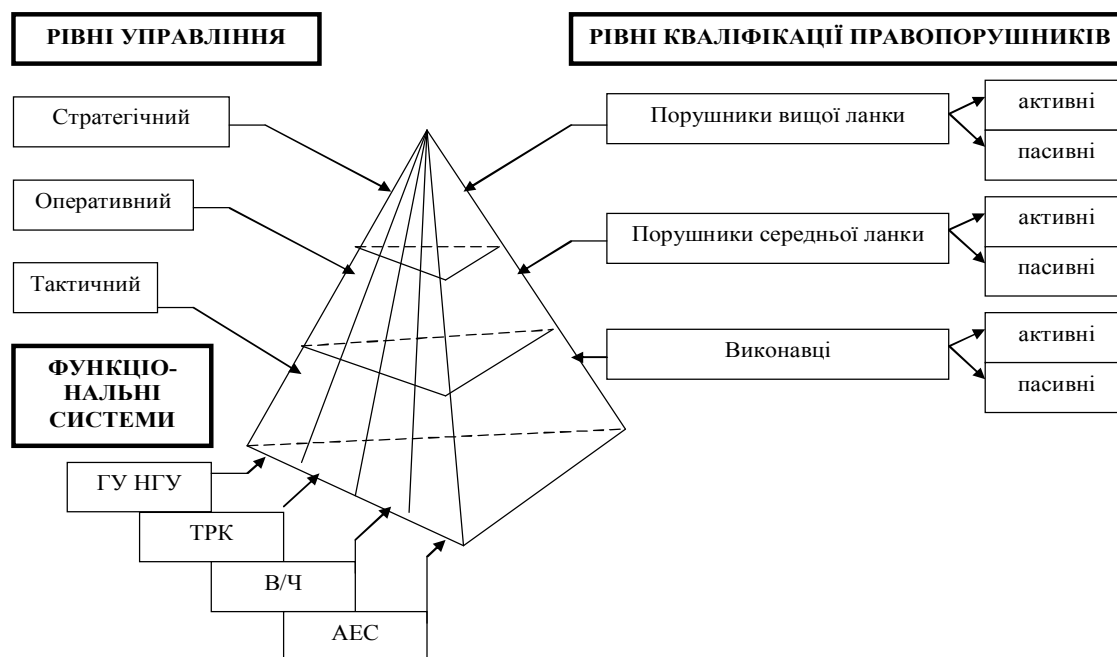 РІВНІ УПРАВЛІННЯ
РІВНІ КВАЛІФІКАЦІЇ ПРАВОПОРУШНИКІВ
Стратегічний
Оперативний
Тактичний
Порушники вищої ланки
активні
пасивні
Порушники середньої ланки
активні
пасивні
Виконавці
активні
пасивні
ФУНКЦІО-
НАЛЬНІ
СИСТЕМИ
ГУ НГУ
ТРК
В/Ч
АЕС